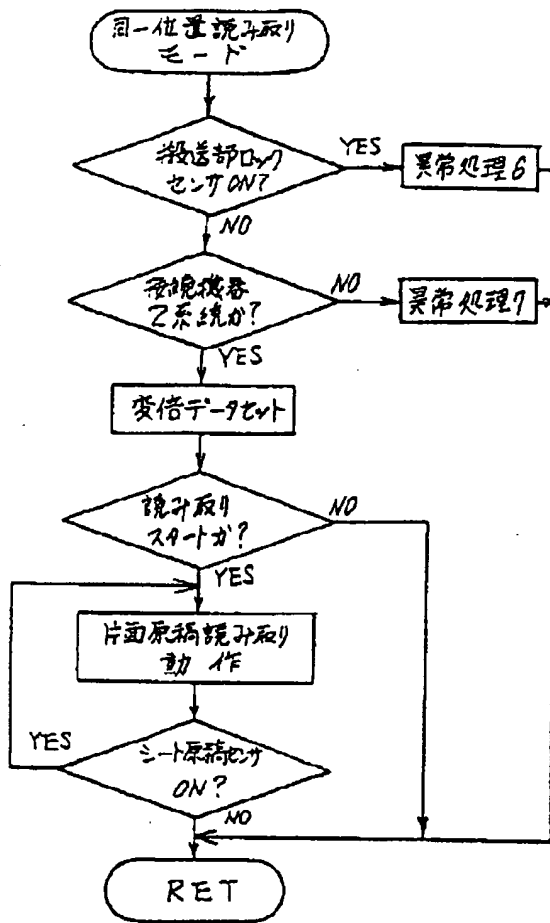 同一位置読み取り
モード
搬送部ロック
センサON?
YES
異常処理6
NO
接続機器
2系統か?
NO
異常処理7
YES
変倍データセット
読み取り
スタートか?
NO
YES
片面原稿読み取り
動作
YES
シート原稿センサ
ON?
NO
RET